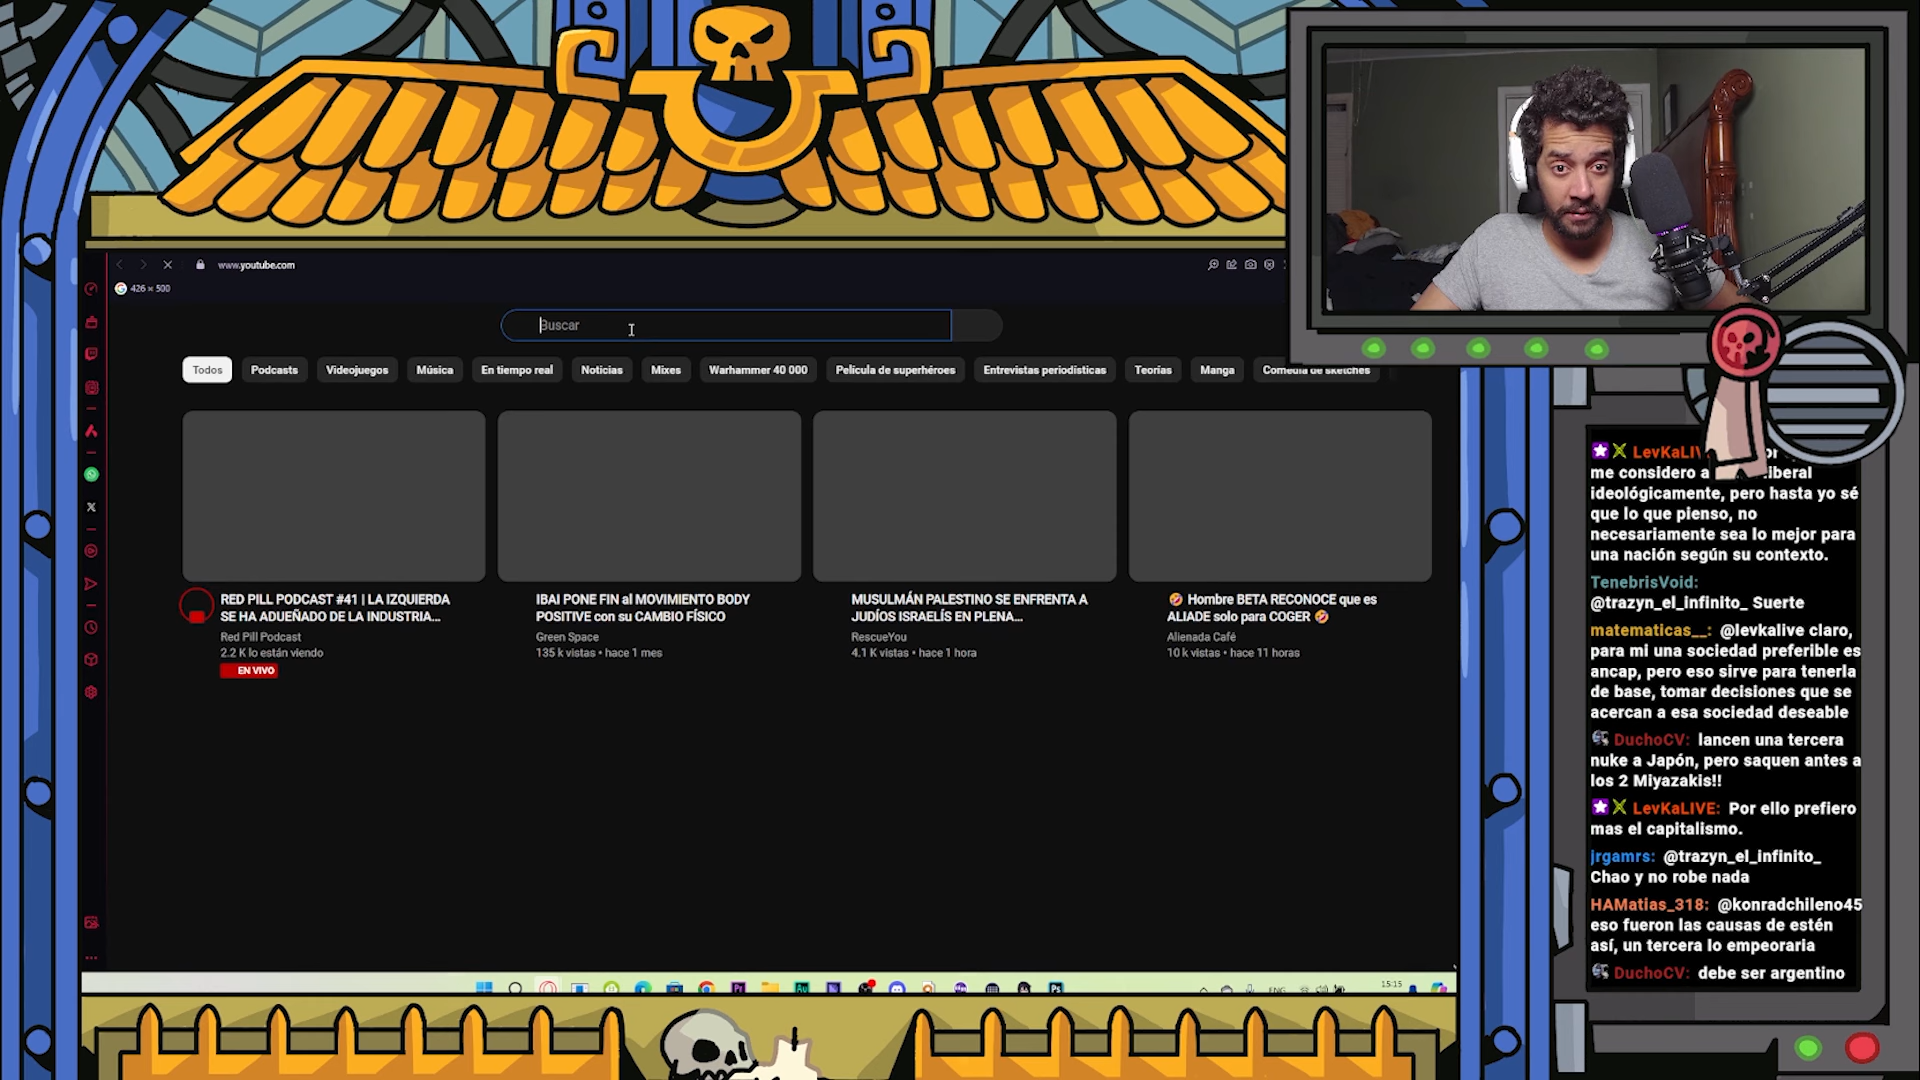 www.youtube.com
426 × 500
Buscar
Todos
Podcasts
Videojuegos
Música
En tiempo real
Noticias
Mixes
Warhammer 40 000
Película de superhéroes
Entrevistas periodísticas
Teorías
Manga
Comedia de sketches
RED PILL PODCAST #41 | LA IZQUIERDA
SE HA ADUEÑADO DE LA INDUSTRIA...
Red Pill Podcast
2.2 K lo están viendo
EN VIVO
IBAI PONE FIN al MOVIMIENTO BODY
POSITIVE con su CAMBIO FÍSICO
Green Space
135 k vistas • hace 1 mes
MUSULMÁN PALESTINO SE ENFRENTA A
JUDÍOS ISRAELÍS EN PLENA...
RescueYou
4.1 K vistas • hace 1 hora
🤣 Hombre BETA RECONOCE que es
ALIADE solo para COGER 🤣
Alienada Café
10 k vistas • hace 11 horas
ENG
15:15
LevKaLIV
me considero a iberal
ideológicamente, pero hasta yo sé
que lo que pienso, no
necesariamente sea lo mejor para
una nación según su contexto.
TenebrisVoid:
@trazyn_el_infinito_ Suerte
matematicas__: @levkalive claro,
para mi una sociedad preferible es
ancap, pero eso sirve para tenerla
de base, tomar decisiones que se
acercan a esa sociedad deseable
DuchoCV: lancen una tercera
nuke a Japón, pero saquen antes a
los 2 Miyazakis!!
LevKaLIVE: Por ello prefiero
mas el capitalismo.
jrgamrs: @trazyn_el_infinito_
Chao y no robe nada
HAMatias_318: @konradchileno45
eso fueron las causas de estén
así, un tercera lo empeoraria
DuchoCV: debe ser argentino